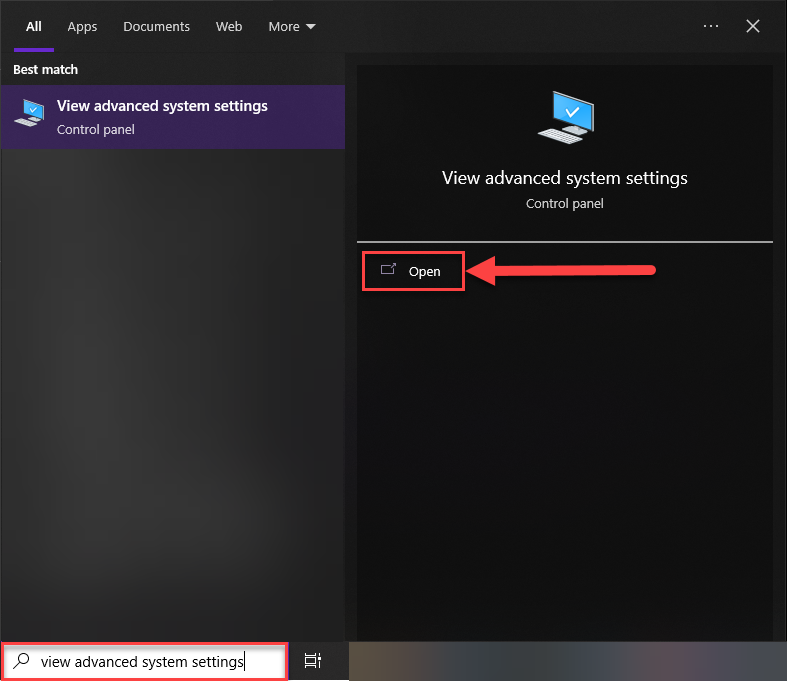 All Apps Documents Web More
Best match
View advanced system settings
Control panel
View advanced system settings
Control panel
Open
view advanced system settings